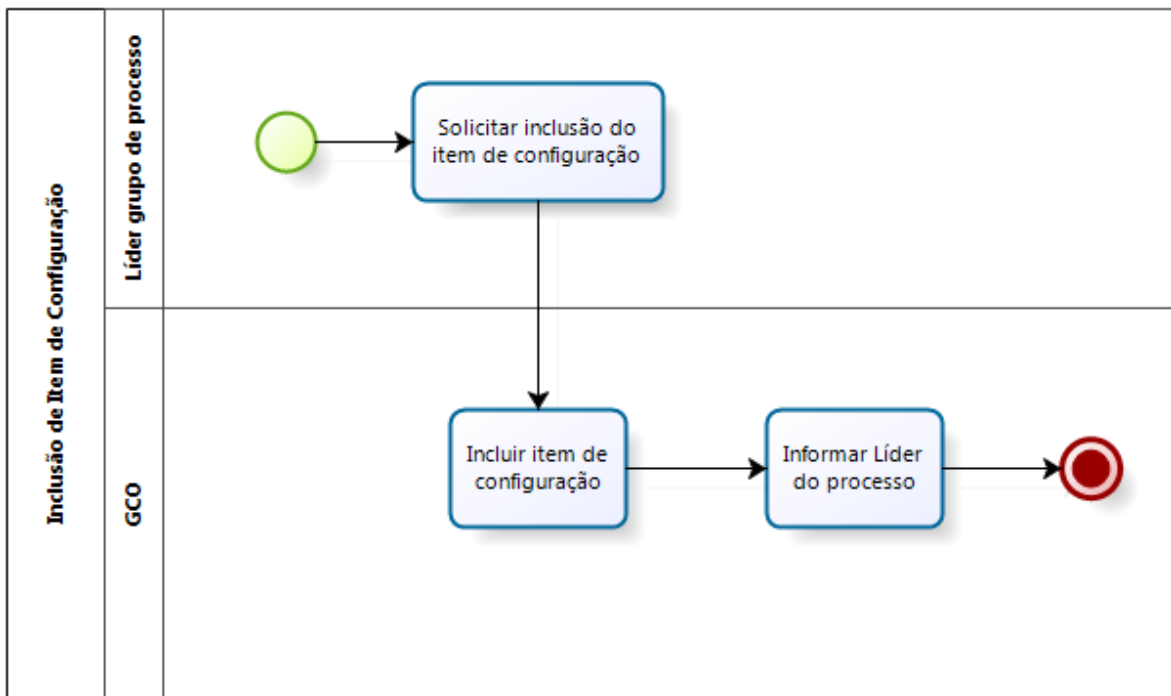 Inclusão de Item de Configuração
Líder grupo de processo
Solicitar inclusão do
item de configuração
GCO
Incluir item de
configuração
Informar Líder
do processo